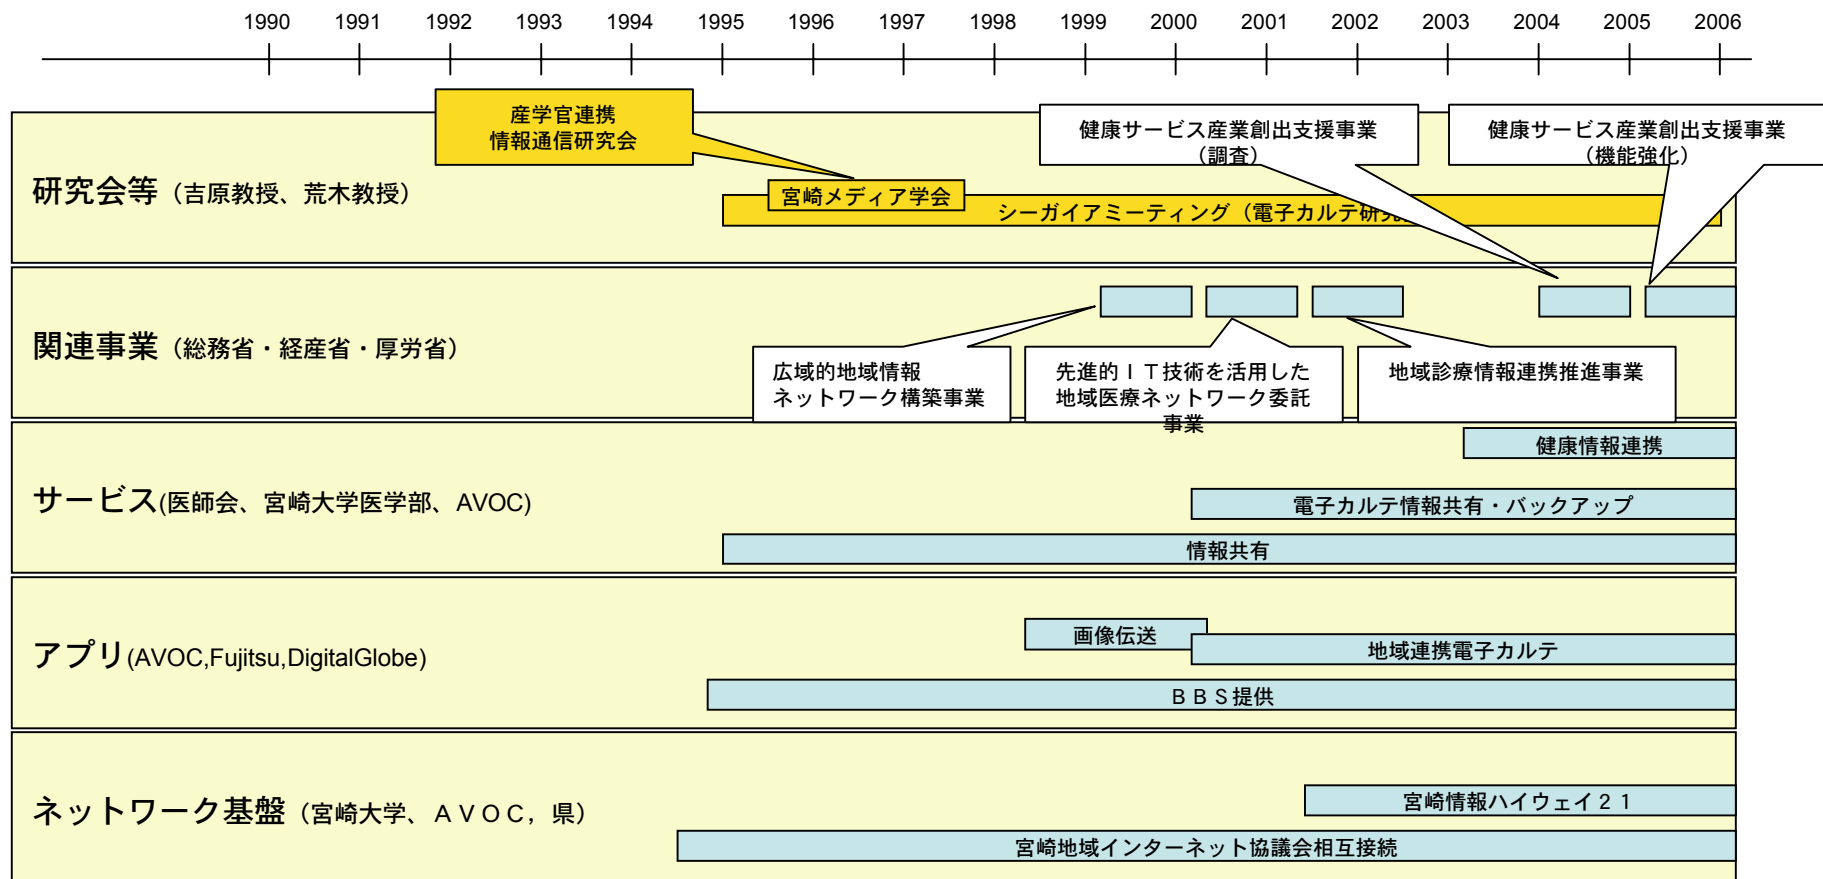 1990 1991 1992 1993 1994 1995 1996 1997 1998 1999 2000 2001 2002 2003 2004 2005 2006
産学官連携
情報通信研究会
健康サービス産業創出支援事業
（調査）
健康サービス産業創出支援事業
（機能強化）
研究会等（吉原教授、荒木教授）
宮崎メディア学会
シーガイアミーティング（電子カルテ研究
関連事業（総務省・経産省・厚労省）
広域的地域情報
ネットワーク構築事業
先進的ＩＴ技術を活用した
地域医療ネットワーク委託
事業
地域診療情報連携推進事業
健康情報連携
サービス(医師会、宮崎大学医学部、AVOC)
電子カルテ情報共有・バックアップ
情報共有
画像伝送
アプリ(AVOC,Fujitsu,DigitalGlobe)
地域連携電子カルテ
ＢＢＳ提供
宮崎情報ハイウェイ２１
ネットワーク基盤（宮崎大学、ＡＶＯＣ，県）
宮崎地域インターネット協議会相互接続